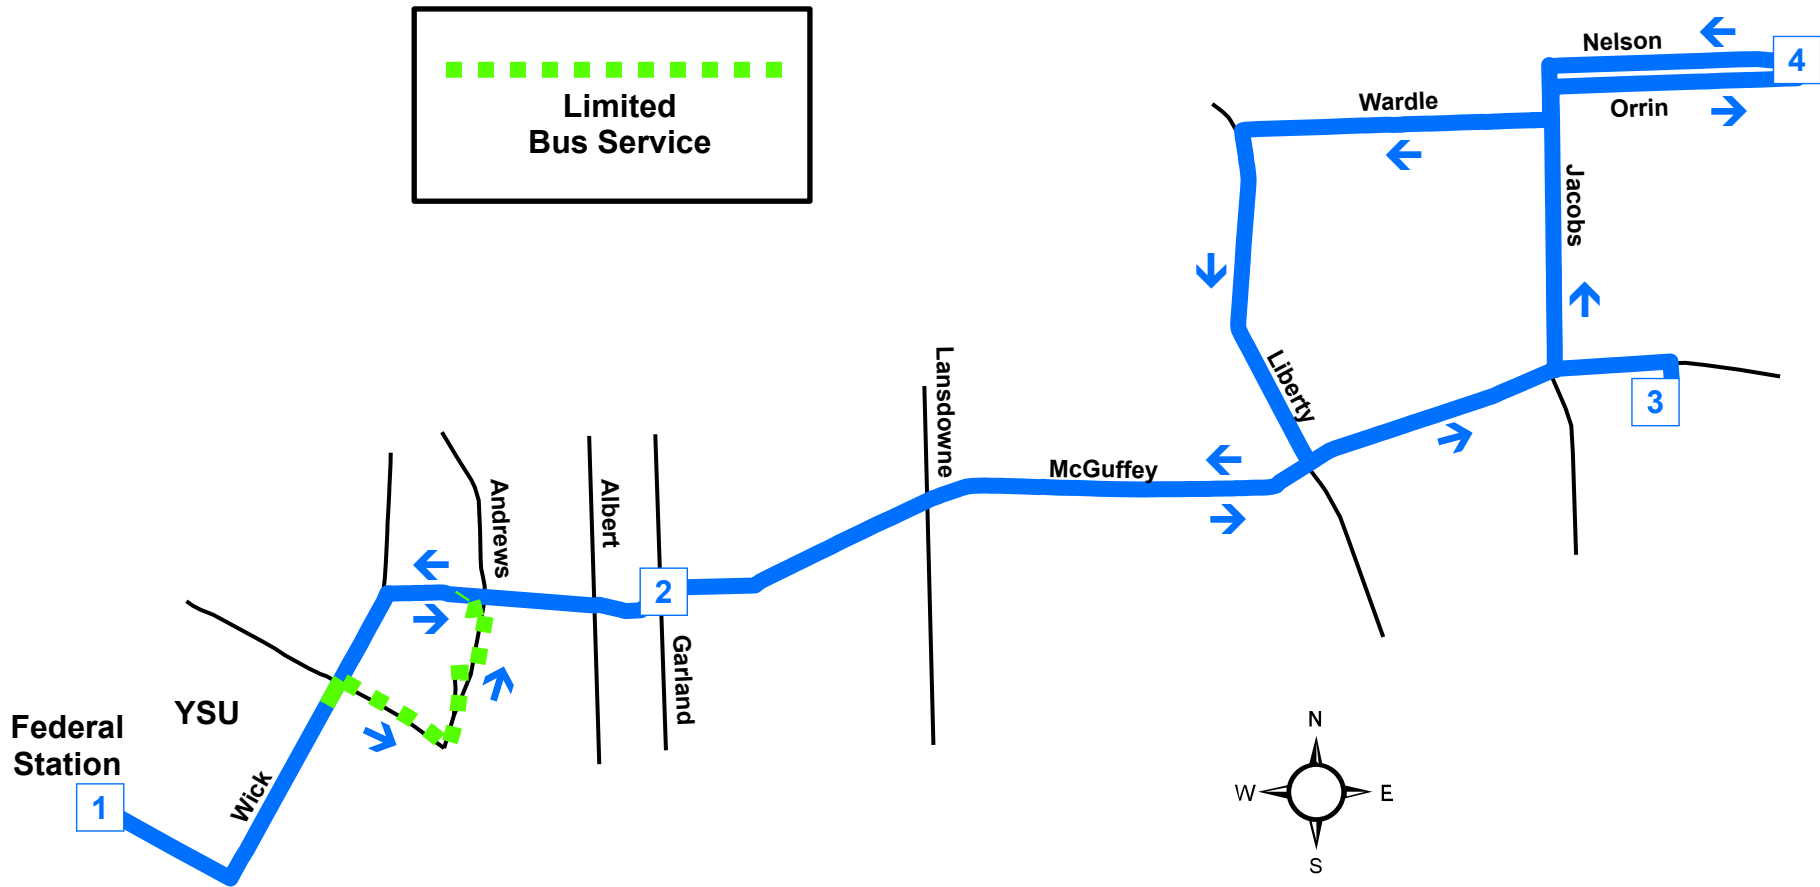 Limited
Bus Service
Nelson
4
Wardle
Orrin
Jacobs
Lansdowne
Liberty
3
McGuffey
Andrews
Albert
2
Garland
YSU
Federal
Station
Wick
1
N
W
E
S